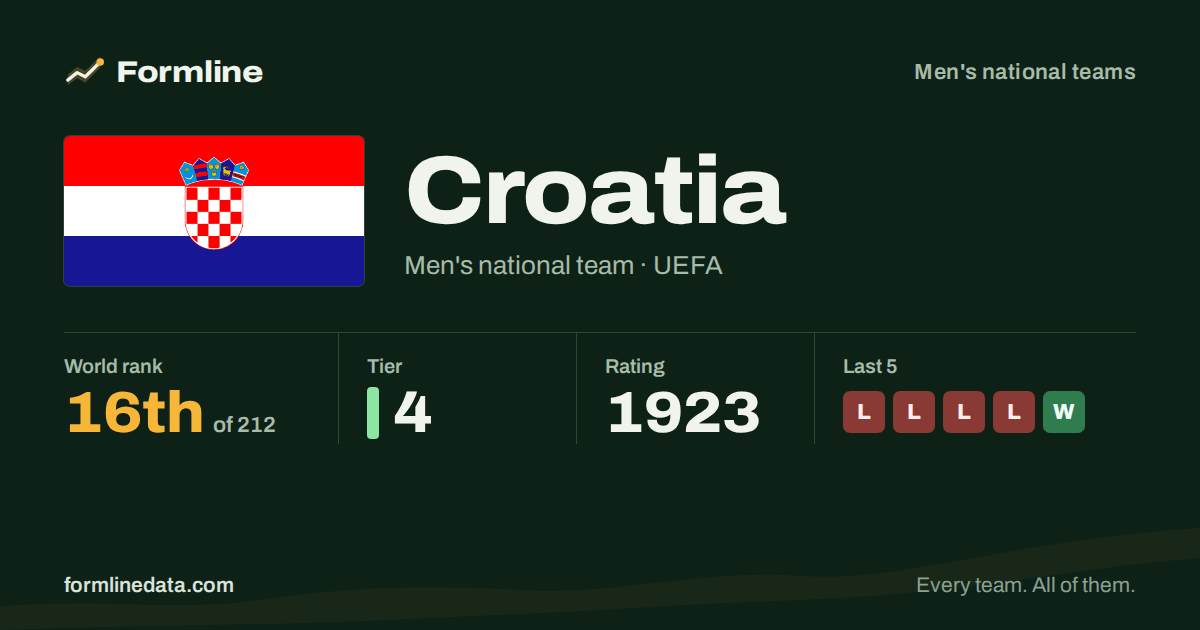 Formline
Men's national teams
Croatia
Men's national team · UEFA
World rank
16th of 212
Tier
4
Rating
1923
Last 5
L L L L W
formlinedata.com
Every team. All of them.